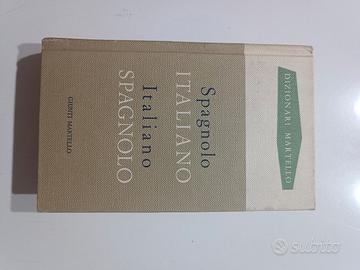 DIZIONARI MARTELLO
Spagnolo
ITALIANO
Italiano
SPAGNOLO
GIUNTI MARTELLO
subito